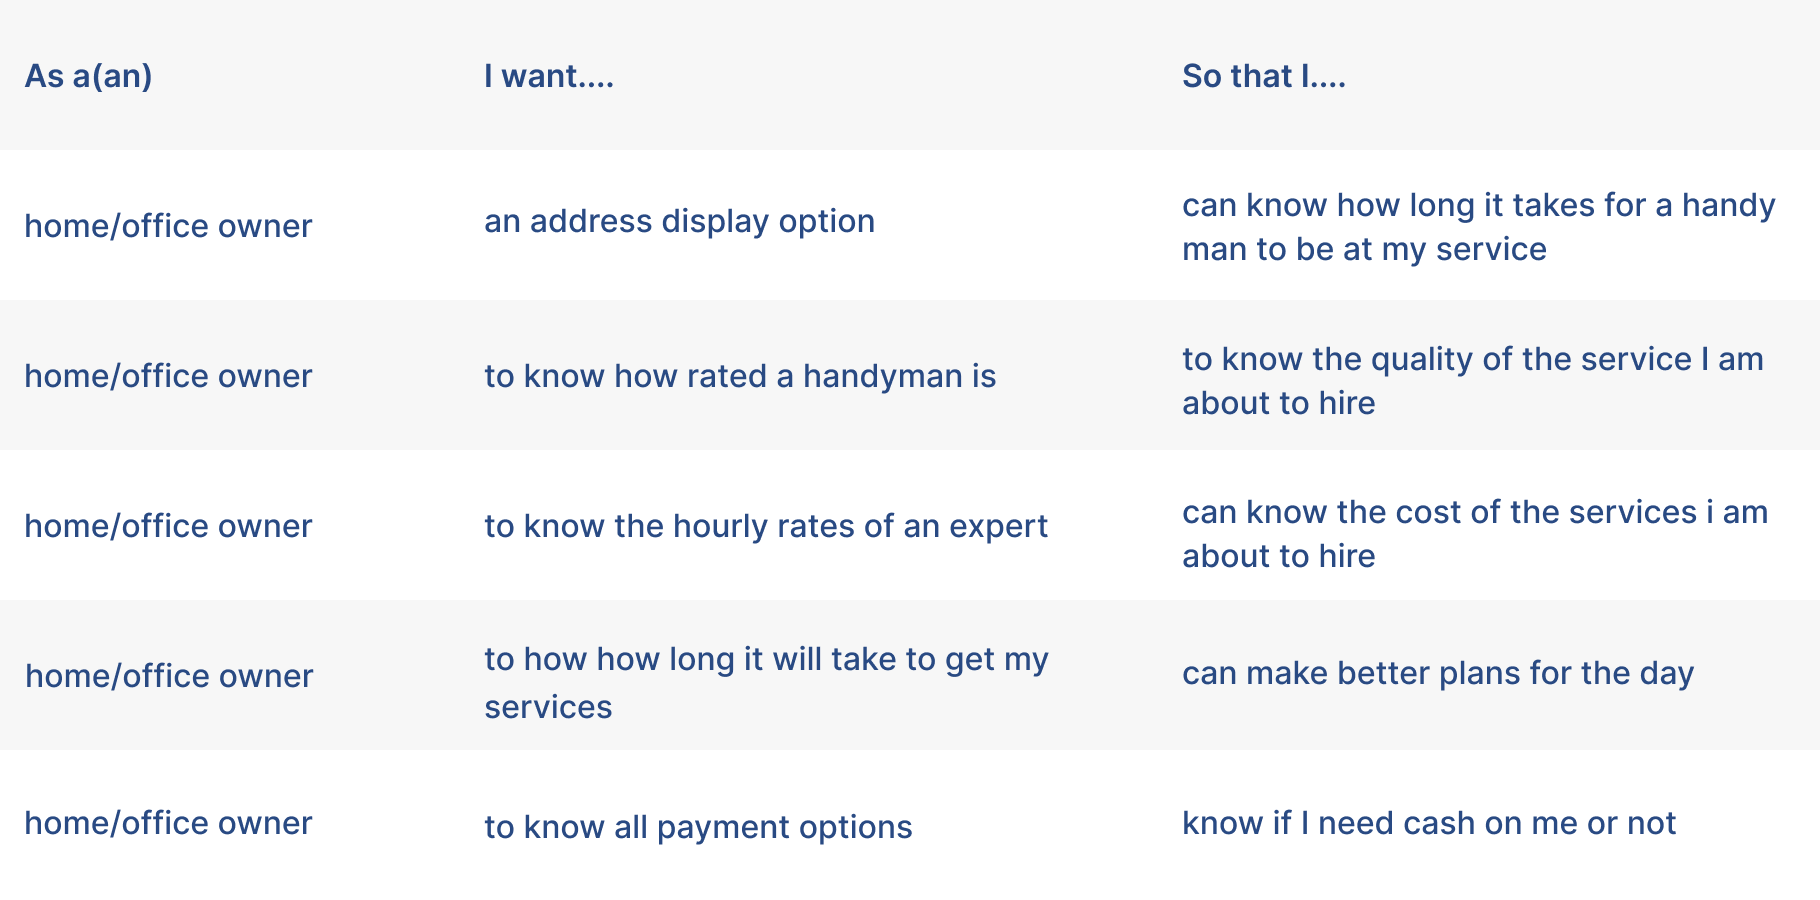 As a(an)
I want....
So that I....
home/office owner
an address display option
can know how long it takes for a handy
man to be at my service
home/office owner
to know how rated a handyman is
to know the quality of the service I am
about to hire
home/office owner
to know the hourly rates of an expert
can know the cost of the services i am
about to hire
home/office owner
to how how long it will take to get my
services
can make better plans for the day
home/office owner
to know all payment options
know if I need cash on me or not